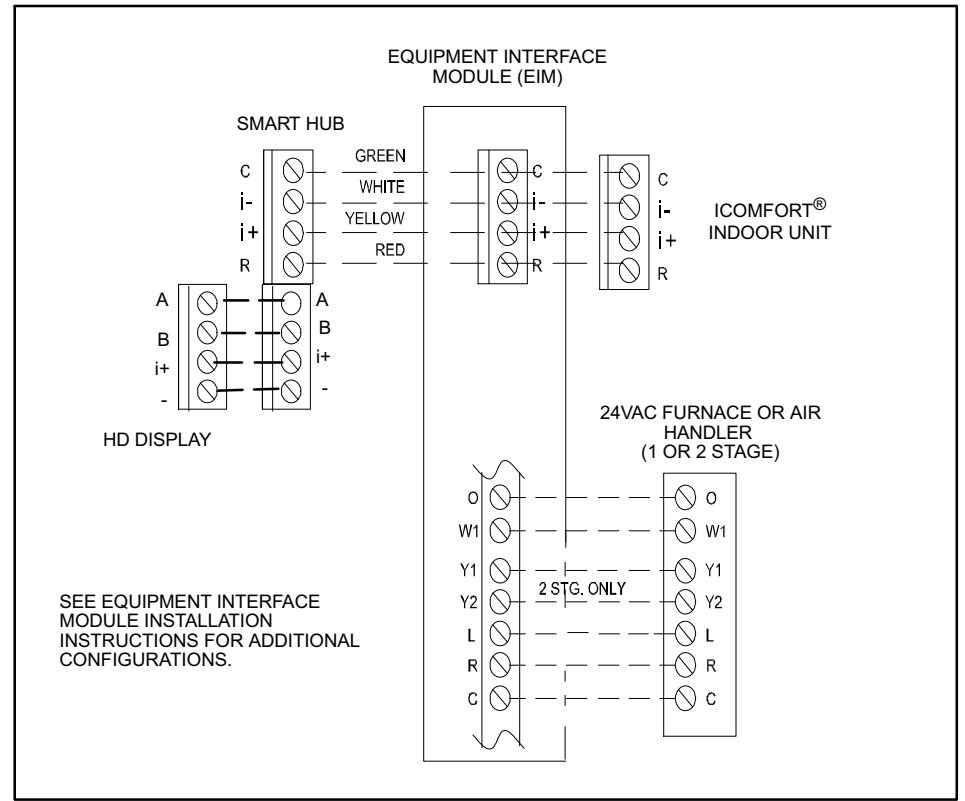 EQUIPMENT INTERFACE
MODULE (EIM)
SMART HUB
C
i-
i+
R
GREEN
WHITE
YELLOW
RED
C
i-
i+
R
C
i-
i+
R
ICOMFORT®
INDOOR UNIT
A
B
i+
-
A
B
i+
-
HD DISPLAY
24VAC FURNACE OR AIR
HANDLER
(1 OR 2 STAGE)
O
W1
Y1
Y2
L
R
C
2 STG. ONLY
O
W1
Y1
Y2
L
R
C
SEE EQUIPMENT INTERFACE
MODULE INSTALLATION
INSTRUCTIONS FOR ADDITIONAL
CONFIGURATIONS.